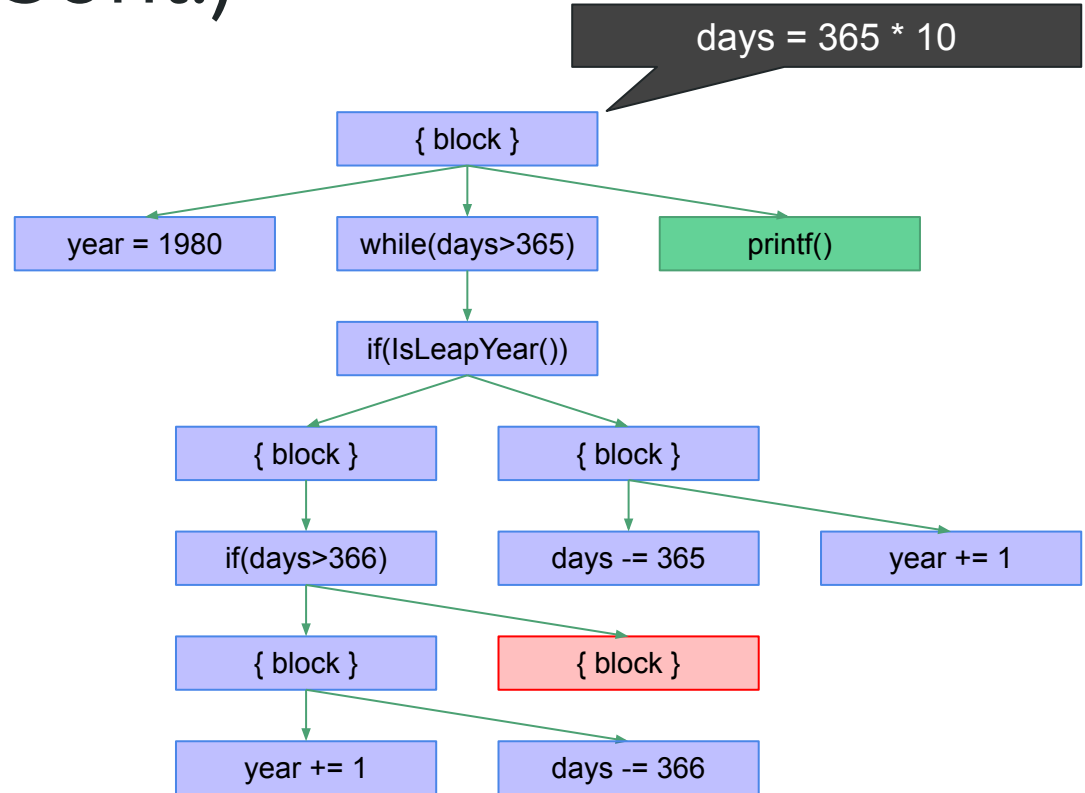 days = 365 * 10
{ block }
year = 1980
while(days>365)
printf()
if(IsLeapYear())
{ block }
{ block }
if(days>366)
days -= 365
year += 1
{ block }
{ block }
year += 1
days -= 366